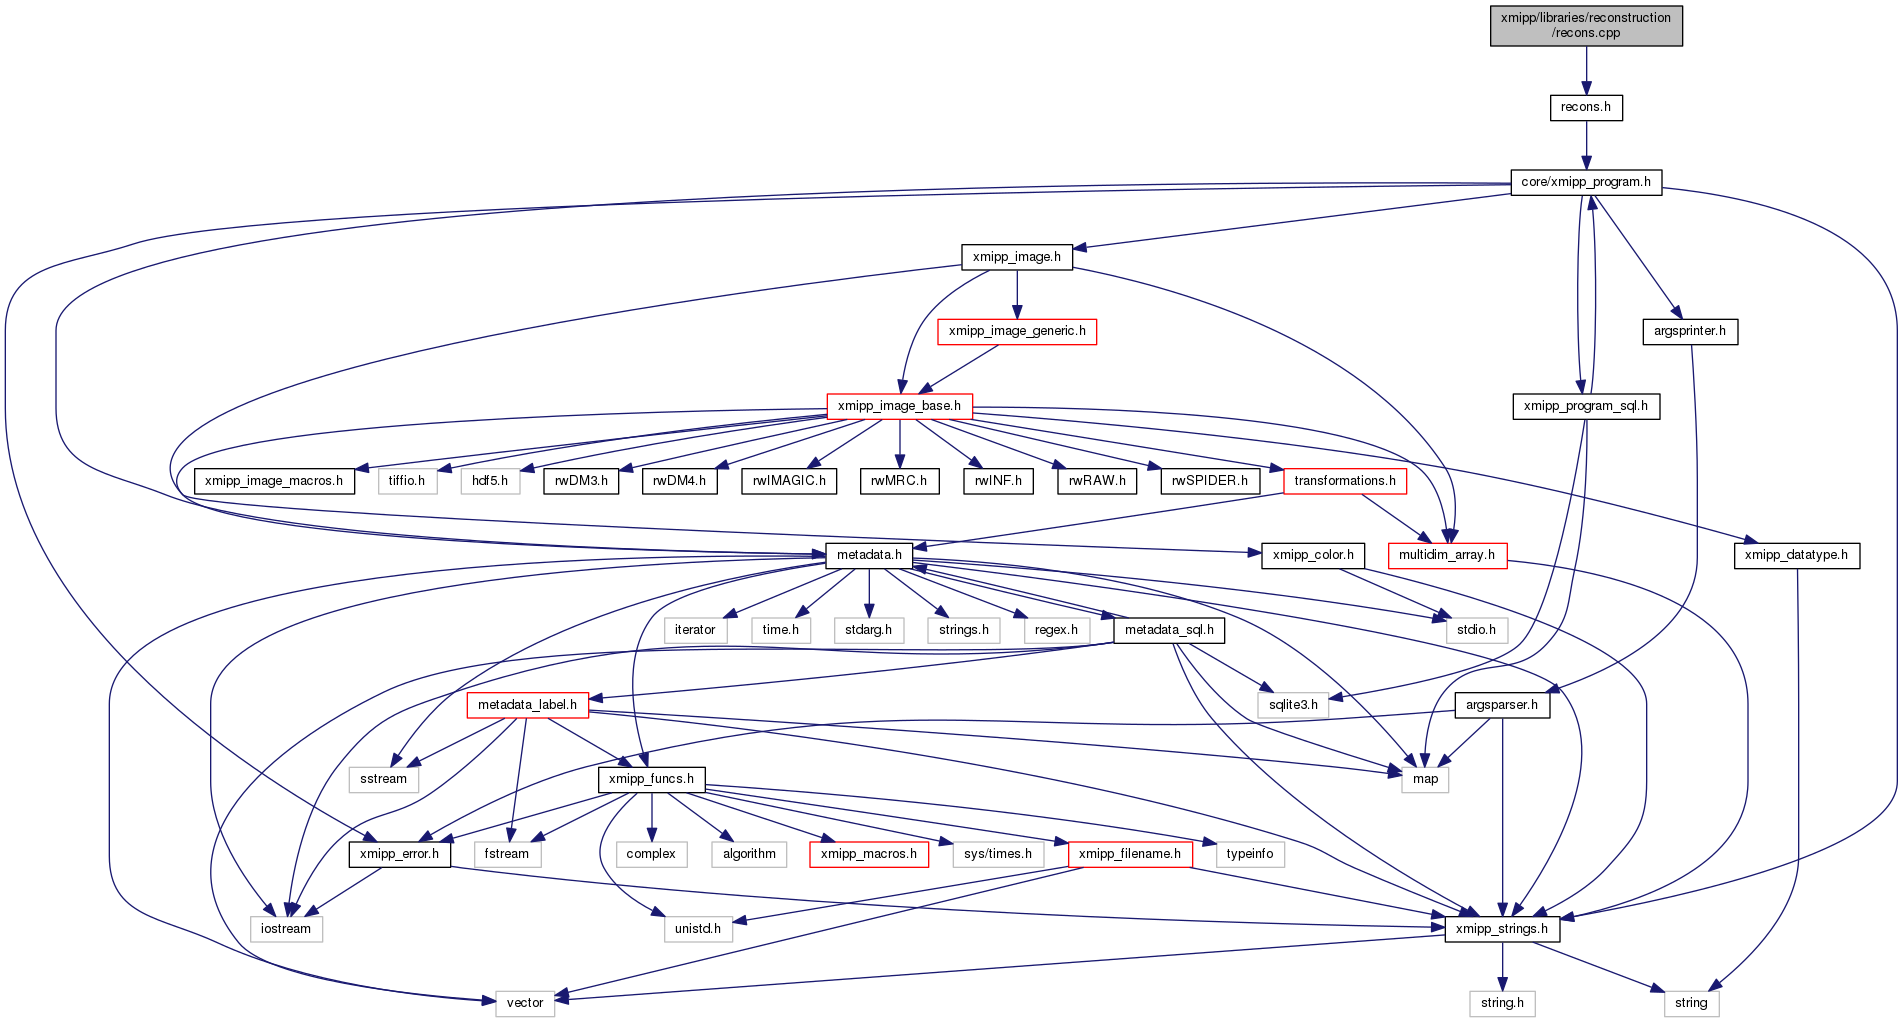 xmipp/libraries/reconstruction
/recons.cpp
recons.h
core/xmipp_program.h
xmipp_image.h
xmipp_image_generic.h
argsprinter.h
xmipp_image_base.h
xmipp_program_sql.h
xmipp_image_macros.h
tiffio.h
hdf5.h
rwDM3.h
rwDM4.h
rwIMAGIC.h
rwMRC.h
rwINF.h
rwRAW.h
rwSPIDER.h
transformations.h
metadata.h
xmipp_color.h
multidim_array.h
xmipp_datatype.h
iterator
time.h
stdarg.h
strings.h
regex.h
metadata_sql.h
stdio.h
metadata_label.h
sqlite3.h
argsparser.h
sstream
xmipp_funcs.h
map
xmipp_error.h
fstream
complex
algorithm
xmipp_macros.h
sys/times.h
xmipp_filename.h
typeinfo
iostream
unistd.h
xmipp_strings.h
vector
string.h
string